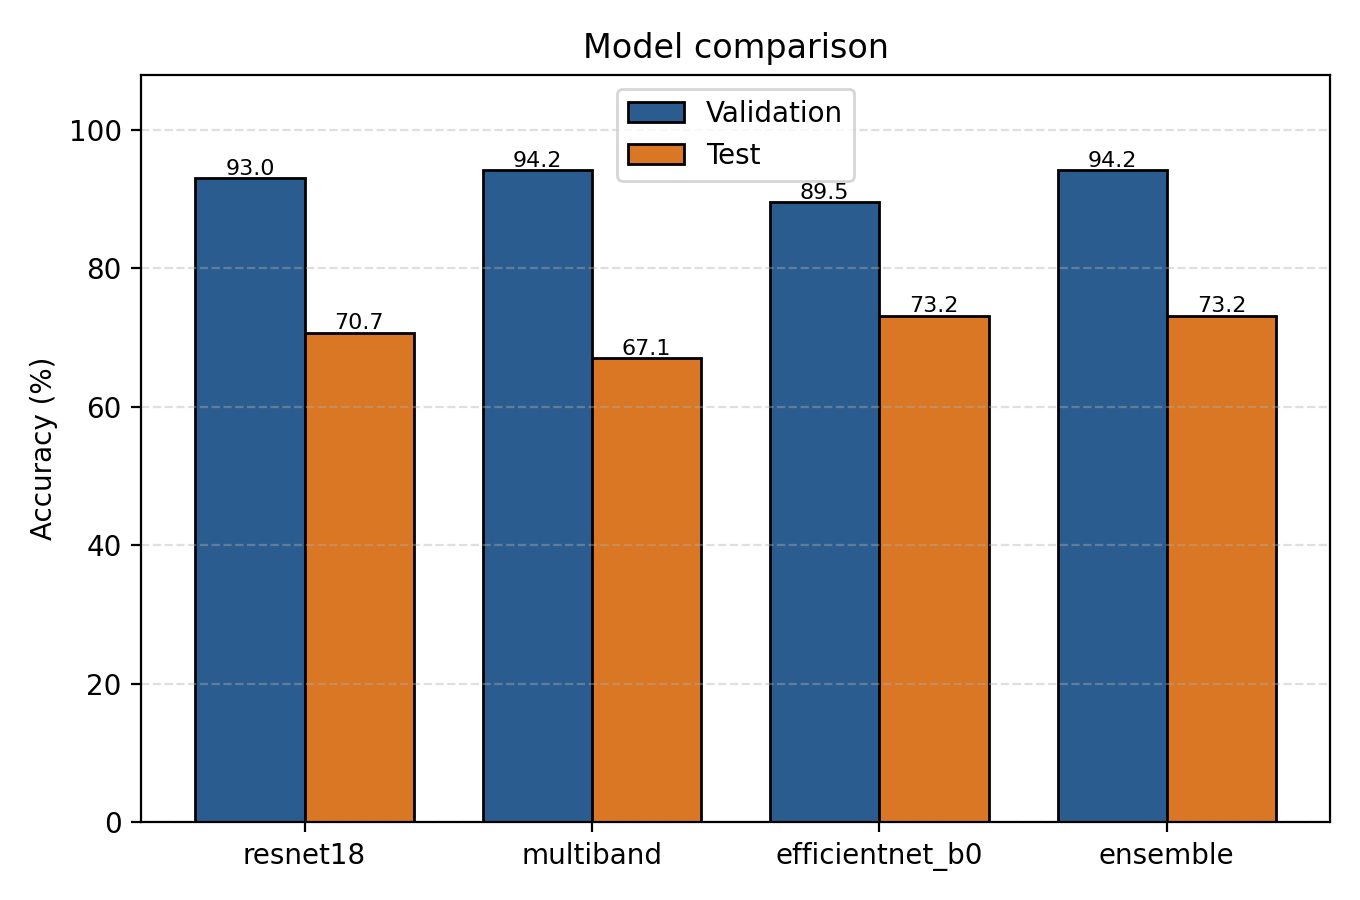 Model comparison
Validation
Test
Accuracy (%)
100
80
60
40
20
0
93.0
70.7
94.2
67.1
89.5
73.2
94.2
73.2
resnet18
multiband
efficientnet_b0
ensemble